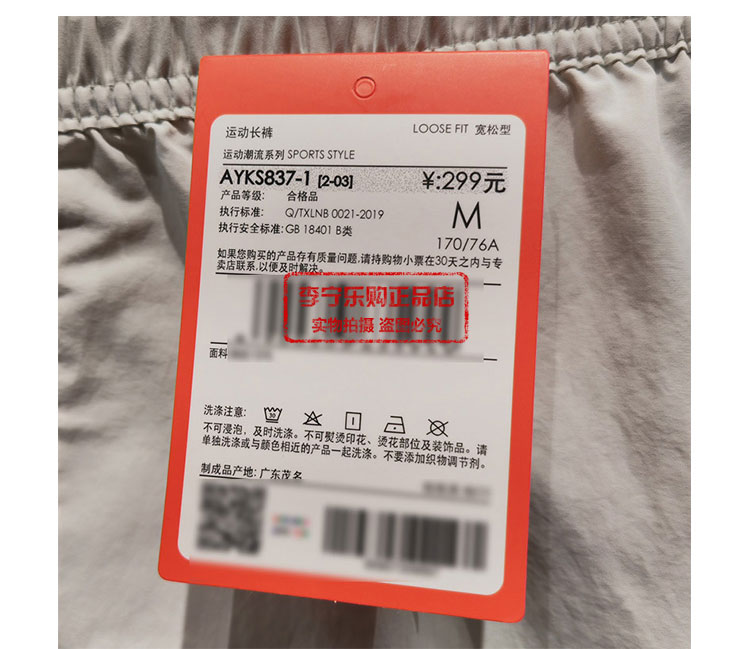 运动长裤
LOOSE FIT 宽松型
运动潮流系列 SPORTS STYLE
AYKS837-1 [2-03]
¥:299元
产品等级: 合格品
执行标准: Q/TXLNB 0021-2019
M
执行安全标准: GB 18401 B类
170/76A
如果您购买的产品存有质量问题,请持购物小票在30天之内与专
卖店联系,以便及时解决。
李宁乐购正品店
实物拍摄 盗图必究
面料
洗涤注意:
30
不可浸泡，及时洗涤。不可熨烫印花、烫花部位及装饰品。请
单独洗涤或与颜色相近的产品一起洗涤。不要添加织物调节剂。
制成品产地: 广东茂名